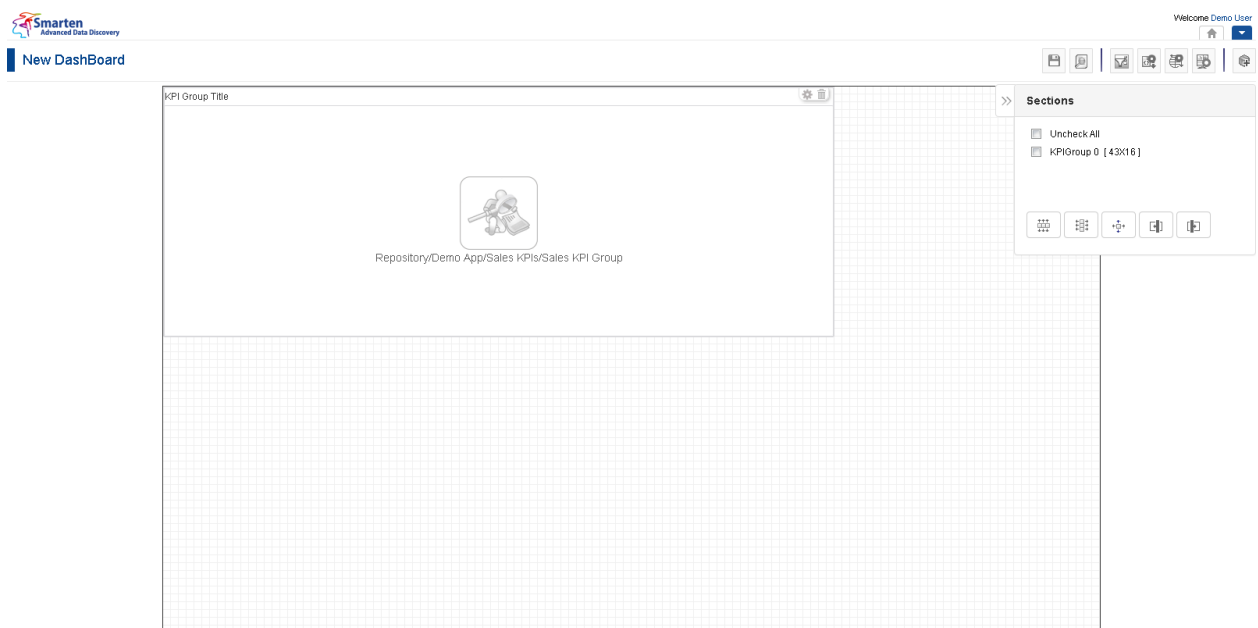 Smarten
Advanced Data Discovery
Welcome Demo User
New DashBoard
KPI Group Title
Repository/Demo App/Sales KPIs/Sales KPI Group
Sections
Uncheck All
KPIGroup 0 [ 43X16 ]